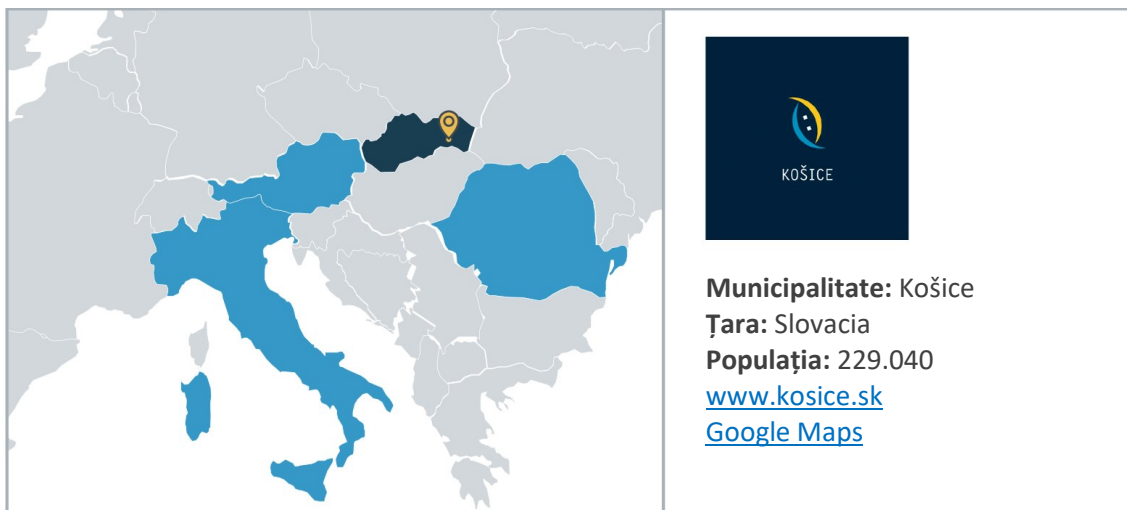 KOŠICE
Municipalitate: Košice
Țara: Slovacia
Populația: 229.040
www.kosice.sk
Google Maps